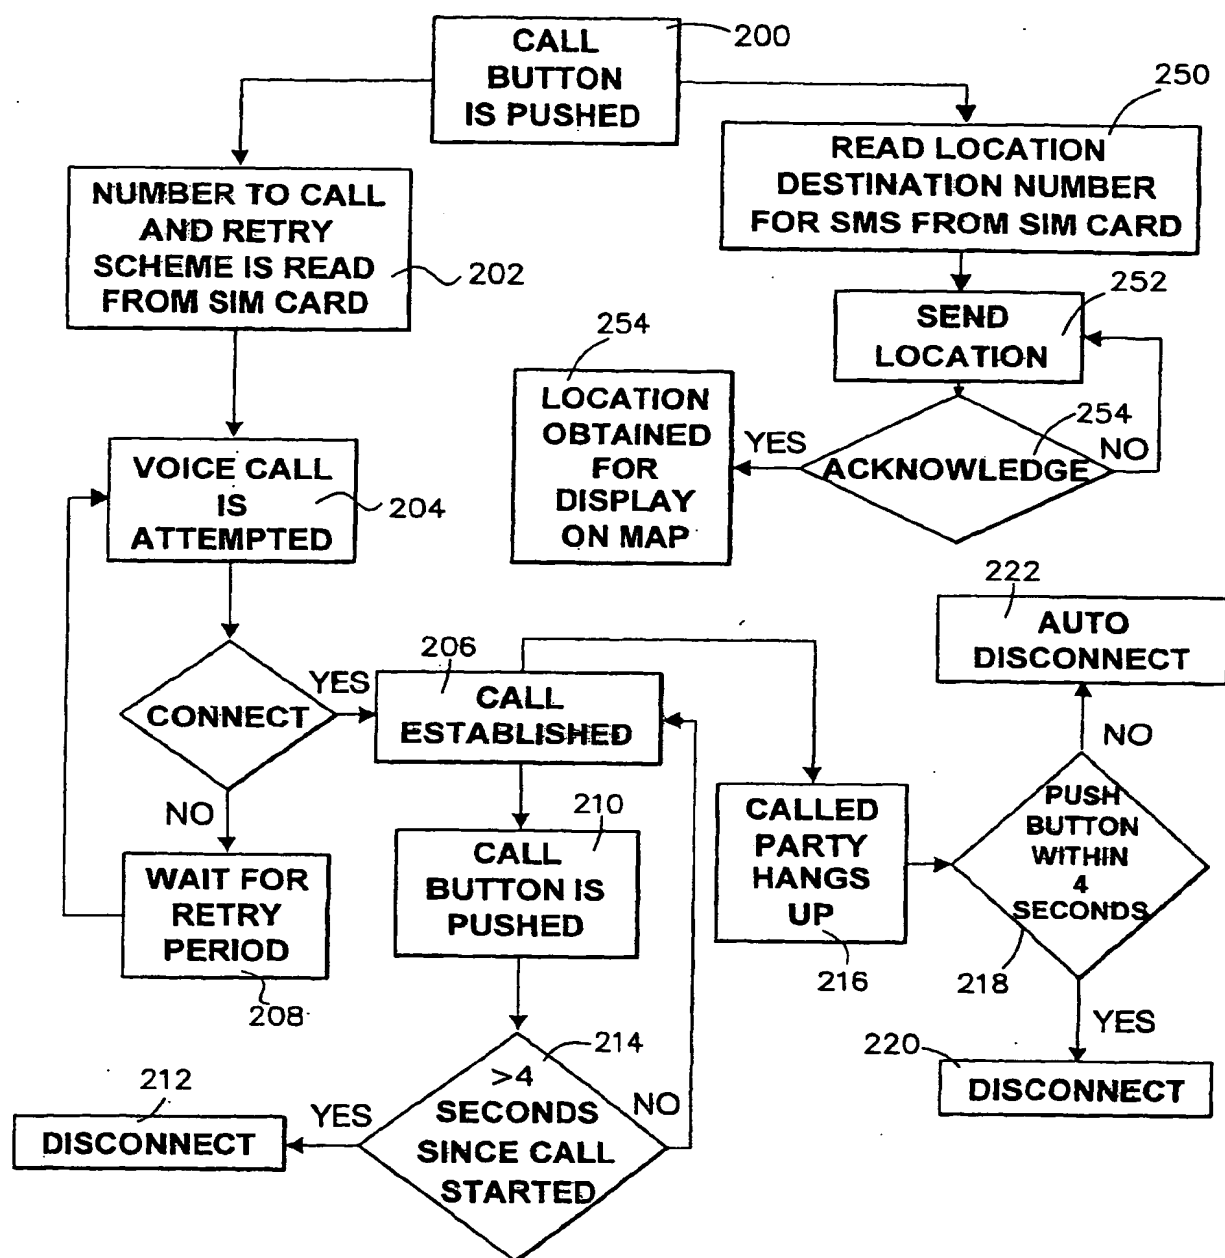 CALL
BUTTON
IS PUSHED
200
250
READ LOCATION
DESTINATION NUMBER
FOR SMS FROM SIM CARD
NUMBER TO CALL
AND RETRY
SCHEME IS READ
FROM SIM CARD
202
252
SEND
LOCATION
254
LOCATION
OBTAINED
FOR
DISPLAY
ON MAP
YES
254
ACKNOWLEDGE
NO
VOICE CALL
IS
ATTEMPTED
204
222
AUTO
DISCONNECT
CONNECT
YES
206
CALL
ESTABLISHED
NO
NO
210
CALL
BUTTON IS
PUSHED
CALLED
PARTY
HANGS
UP
216
PUSH
BUTTON
WITHIN
4
SECONDS
218
WAIT FOR
RETRY
PERIOD
208
YES
220
DISCONNECT
214
>4
SECONDS
SINCE CALL
STARTED
NO
YES
212
DISCONNECT